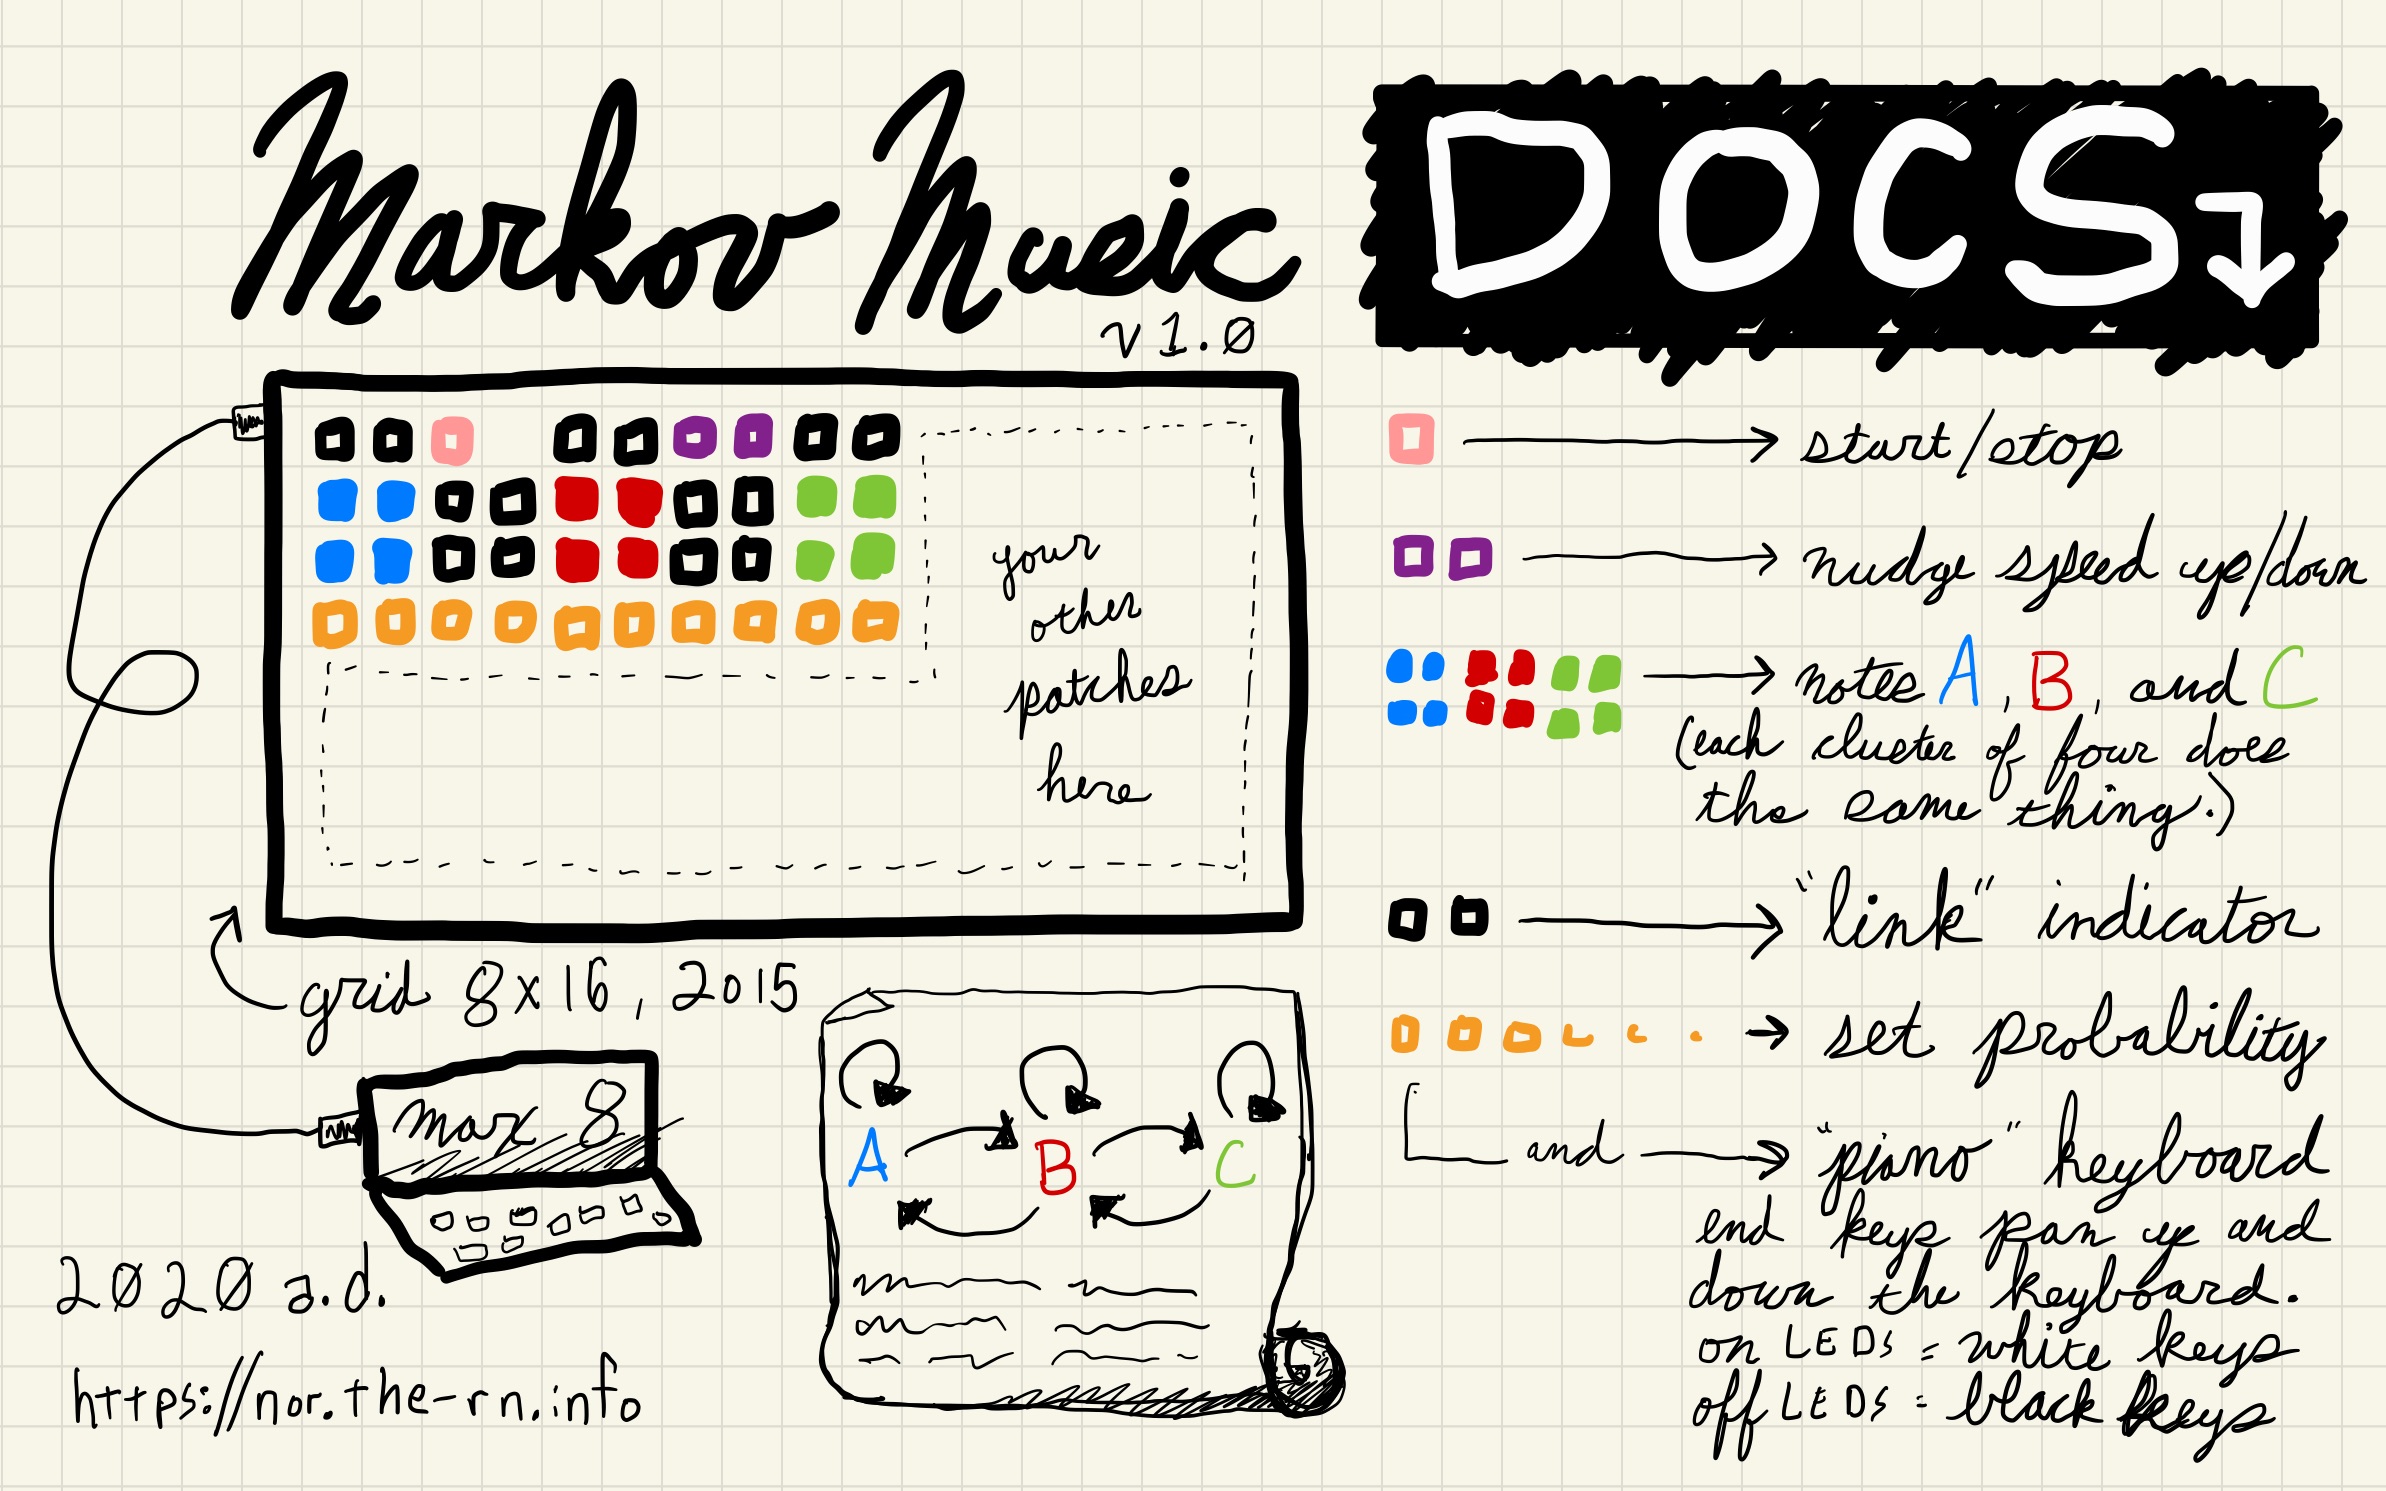 Markov Music
v 1.0
your
other
patches
here
grid 8x16, 2015
max 8
2020 a.d.
https://nor.the-rn.info
A B C
DOCS
start/stop
nudge speed up/down
notes A, B, and C
(each cluster of four does
the same thing.)
"link" indicator
set probability
and "piano" keyboard
end keys pan up and
down the keyboard.
on LEDs = white keys
off LEDs = black keys